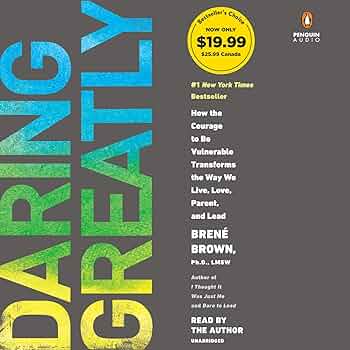 DARING
GREATLY
Bestseller's Choice
NOW ONLY
$19.99
$25.99 Canada
PENGUIN
AUDIO
#1 New York Times
Bestseller
How the
Courage
to Be
Vulnerable
Transforms
the Way We
Live, Love,
Parent,
and Lead
BRENÉ
BROWN,
Ph.D., LMSW
Author of
I Thought It
Was Just Me
and Dare to Lead
READ BY
THE AUTHOR
UNABRIDGED